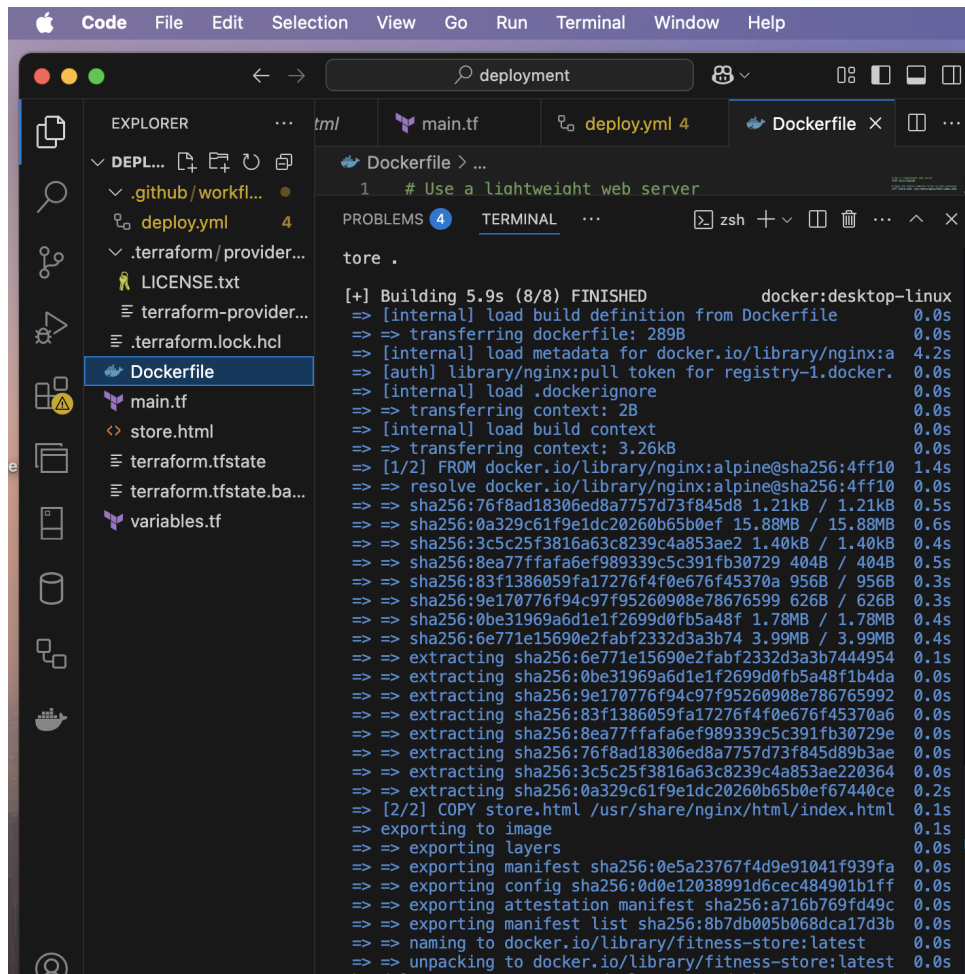 Code File Edit Selection View Go Run Terminal Window Help
deployment
EXPLORER ...
tml main.tf deploy.yml 4 Dockerfile
DEPL...
.github/workfl...
deploy.yml 4
.terraform/provider...
LICENSE.txt
terraform-provider...
.terraform.lock.hcl
Dockerfile
main.tf
store.html
terraform.tfstate
terraform.tfstate.ba...
variables.tf
Dockerfile > ...
1 # Use a lightweight web server
PROBLEMS 4 TERMINAL ... zsh
tore .
[+] Building 5.9s (8/8) FINISHED docker:desktop-linux
=> [internal] load build definition from Dockerfile 0.0s
=> => transferring dockerfile: 289B 0.0s
=> [internal] load metadata for docker.io/library/nginx:a 4.2s
=> [auth] library/nginx:pull token for registry-1.docker. 0.0s
=> [internal] load .dockerignore 0.0s
=> => transferring context: 2B 0.0s
=> [internal] load build context 0.0s
=> => transferring context: 3.26kB 0.0s
=> [1/2] FROM docker.io/library/nginx:alpine@sha256:4ff10 1.4s
=> => resolve docker.io/library/nginx:alpine@sha256:4ff10 0.0s
=> => sha256:76f8ad18306ed8a7757d73f845d8 1.21kB / 1.21kB 0.5s
=> => sha256:0a329c61f9e1dc20260b65b0ef 15.88MB / 15.88MB 0.6s
=> => sha256:3c5c25f3816a63c8239c4a853ae2 1.40kB / 1.40kB 0.4s
=> => sha256:8ea77ffafa6ef989339c5c391fb30729 404B / 404B 0.5s
=> => sha256:83f1386059fa17276f4f0e676f45370a 956B / 956B 0.3s
=> => sha256:9e170776f94c97f95260908e78676599 626B / 626B 0.3s
=> => sha256:0be31969a6d1e1f2699d0fb5a48f 1.78MB / 1.78MB 0.4s
=> => sha256:6e771e15690e2fabf2332d3a3b74 3.99MB / 3.99MB 0.4s
=> => extracting sha256:6e771e15690e2fabf2332d3a3b7444954 0.1s
=> => extracting sha256:0be31969a6d1e1f2699d0fb5a48f1b4da 0.0s
=> => extracting sha256:9e170776f94c97f95260908e786765992 0.0s
=> => extracting sha256:83f1386059fa17276f4f0e676f45370a6 0.0s
=> => extracting sha256:8ea77ffafa6ef989339c5c391fb30729e 0.0s
=> => extracting sha256:76f8ad18306ed8a7757d73f845d89b3ae 0.0s
=> => extracting sha256:3c5c25f3816a63c8239c4a853ae220364 0.0s
=> => extracting sha256:0a329c61f9e1dc20260b65b0ef67440ce 0.2s
=> [2/2] COPY store.html /usr/share/nginx/html/index.html 0.1s
=> exporting to image 0.1s
=> => exporting layers 0.0s
=> => exporting manifest sha256:0e5a23767f4d9e91041f939fa 0.0s
=> => exporting config sha256:0d0e12038991d6cec484901b1ff 0.0s
=> => exporting attestation manifest sha256:a716b769fd49c 0.0s
=> => exporting manifest list sha256:8b7db005b068dca17d3b 0.0s
=> => naming to docker.io/library/fitness-store:latest 0.0s
=> => unpacking to docker.io/library/fitness-store:latest 0.0s